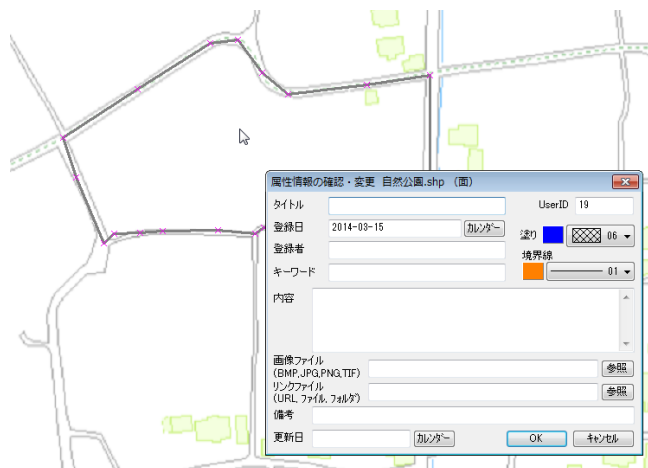 属性情報の確認・変更 自然公園.shp (面)
タイトル UserID 19
登録日 2014-03-15 カレンダー 塗り 06
登録者 境界線
キーワード 01
内容
画像ファイル
(BMP,JPG,PNG,TIF) 参照
リンクファイル
(URL, ファイル, フォルダ) 参照
備考
更新日 カレンダー OK キャンセル